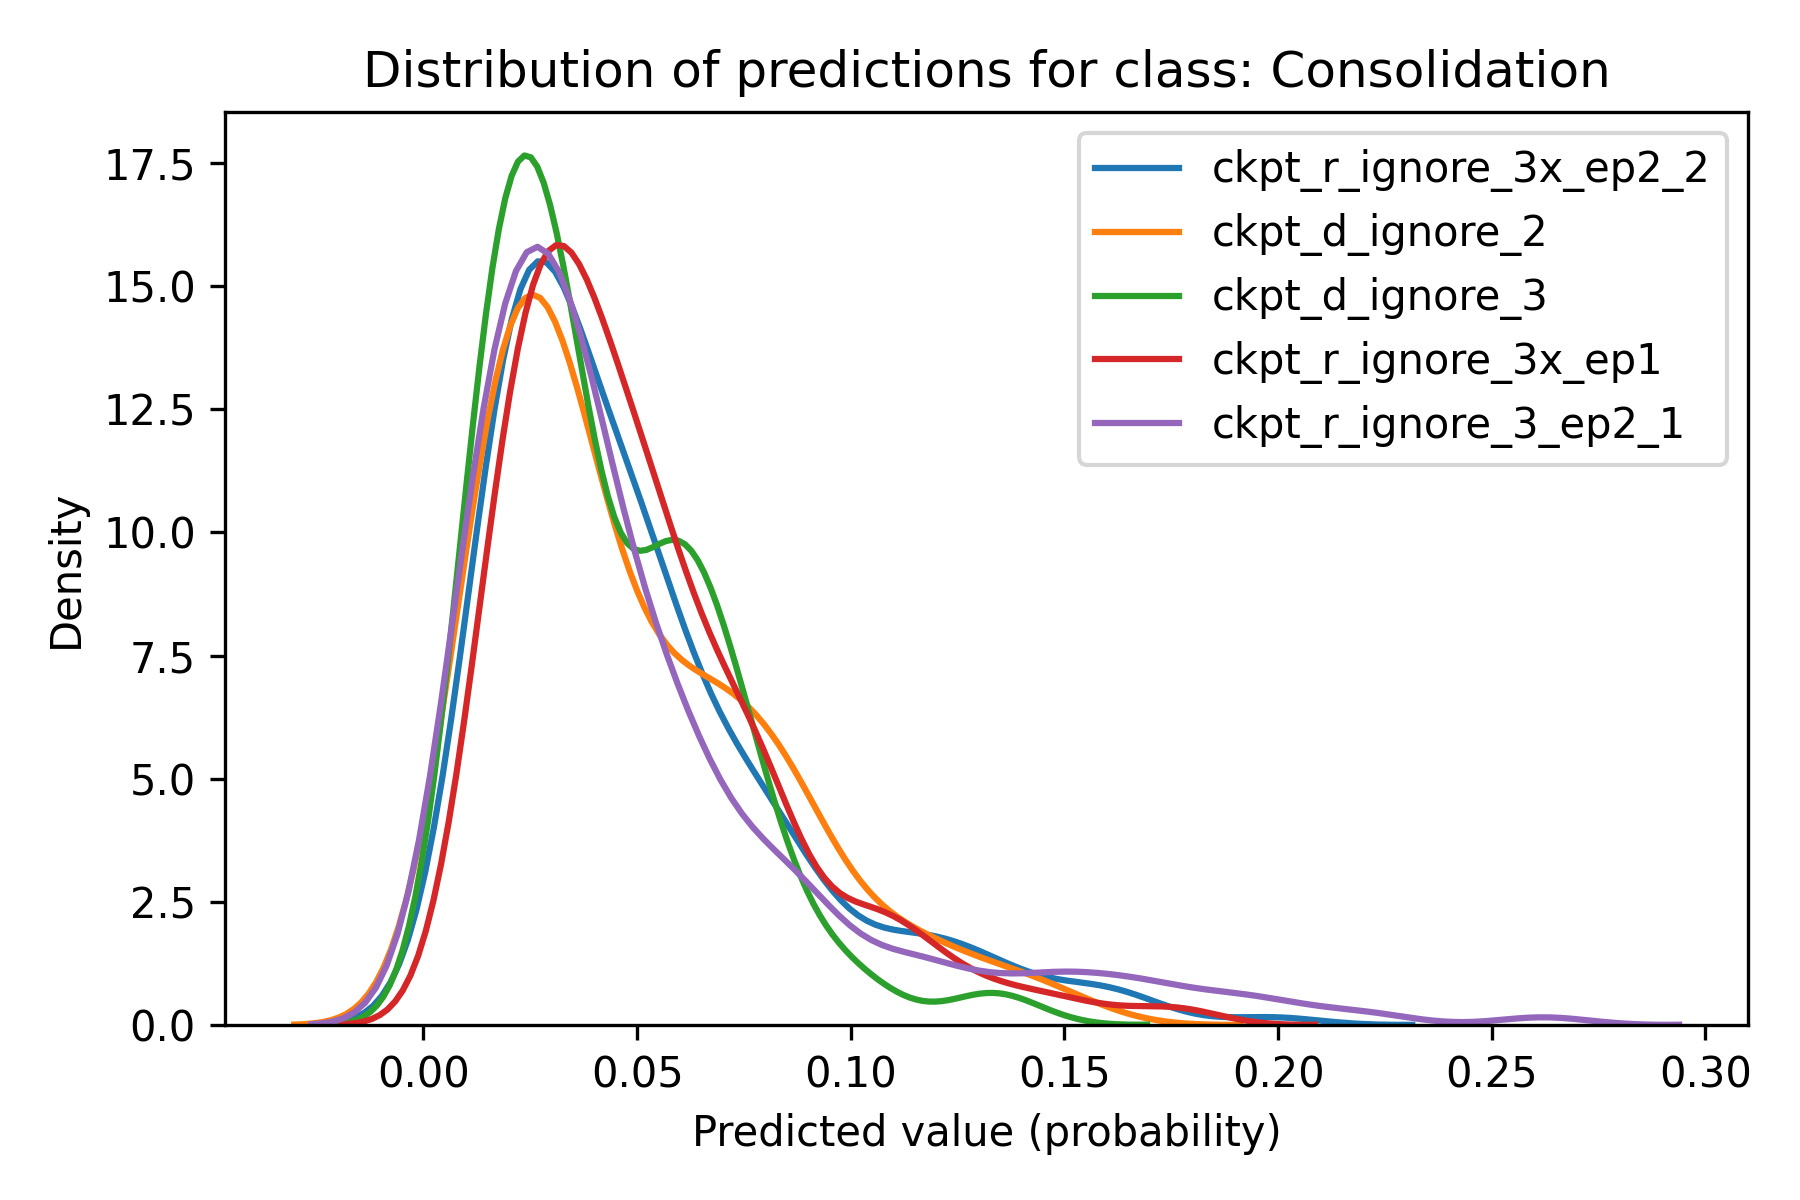 Distribution of predictions for class: Consolidation
ckpt_r_ignore_3x_ep2_2
ckpt_d_ignore_2
ckpt_d_ignore_3
ckpt_r_ignore_3x_ep1
ckpt_r_ignore_3_ep2_1
Density
17.5
15.0
12.5
10.0
7.5
5.0
2.5
0.0
0.00
0.05
0.10
0.15
0.20
0.25
0.30
Predicted value (probability)